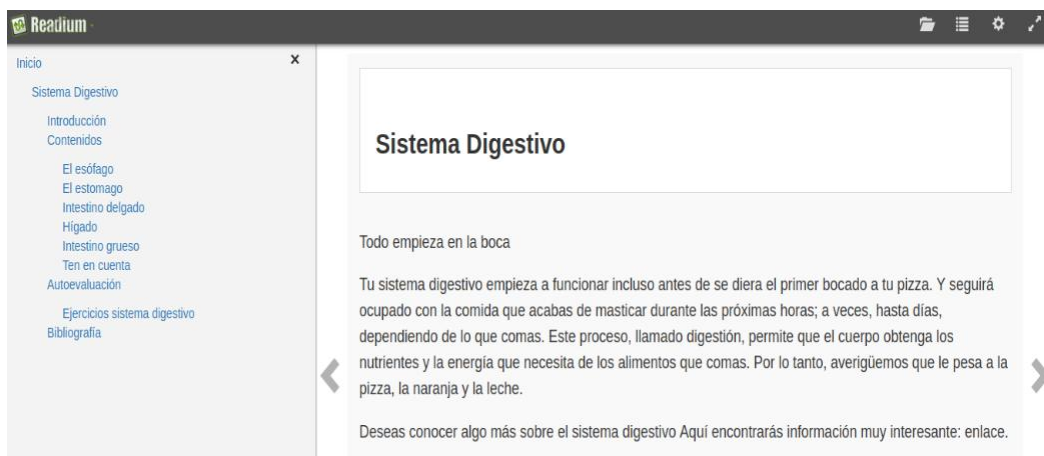 Readium
Inicio
Sistema Digestivo
Introducción
Contenidos
El esófago
El estomago
Intestino delgado
Hígado
Intestino grueso
Ten en cuenta
Autoevaluación
Ejercicios sistema digestivo
Bibliografía
Sistema Digestivo
Todo empieza en la boca
Tu sistema digestivo empieza a funcionar incluso antes de se diera el primer bocado a tu pizza. Y seguirá
ocupado con la comida que acabas de masticar durante las próximas horas; a veces, hasta días,
dependiendo de lo que comas. Este proceso, llamado digestión, permite que el cuerpo obtenga los
nutrientes y la energía que necesita de los alimentos que comas. Por lo tanto, averigüemos que le pesa a la
pizza, la naranja y la leche.
Deseas conocer algo más sobre el sistema digestivo Aquí encontrarás información muy interesante: enlace.